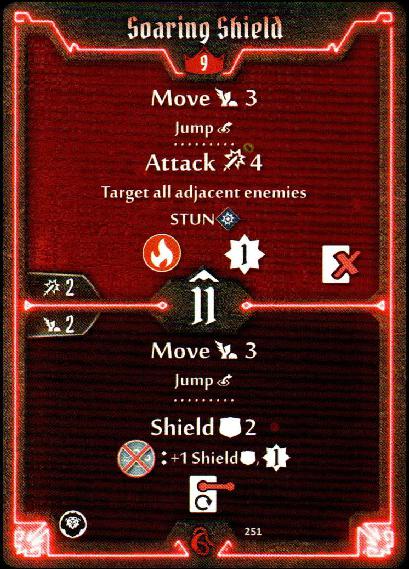 Soaring Shield
9
Move 3
Jump
Attack 4
Target all adjacent enemies
STUN
1
2
11
2
Move 3
Jump
Shield 2
: +1 Shield, 1
251